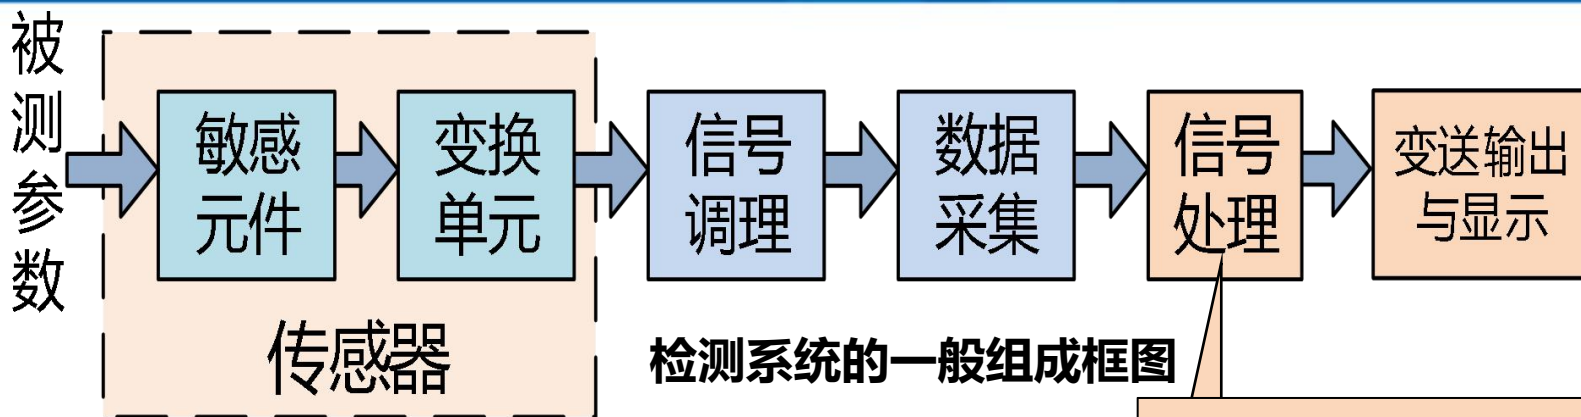 被测参数
敏感
元件
变换
单元
信号
调理
数据
采集
信号
处理
变送输出
与显示
传感器
检测系统的一般组成框图